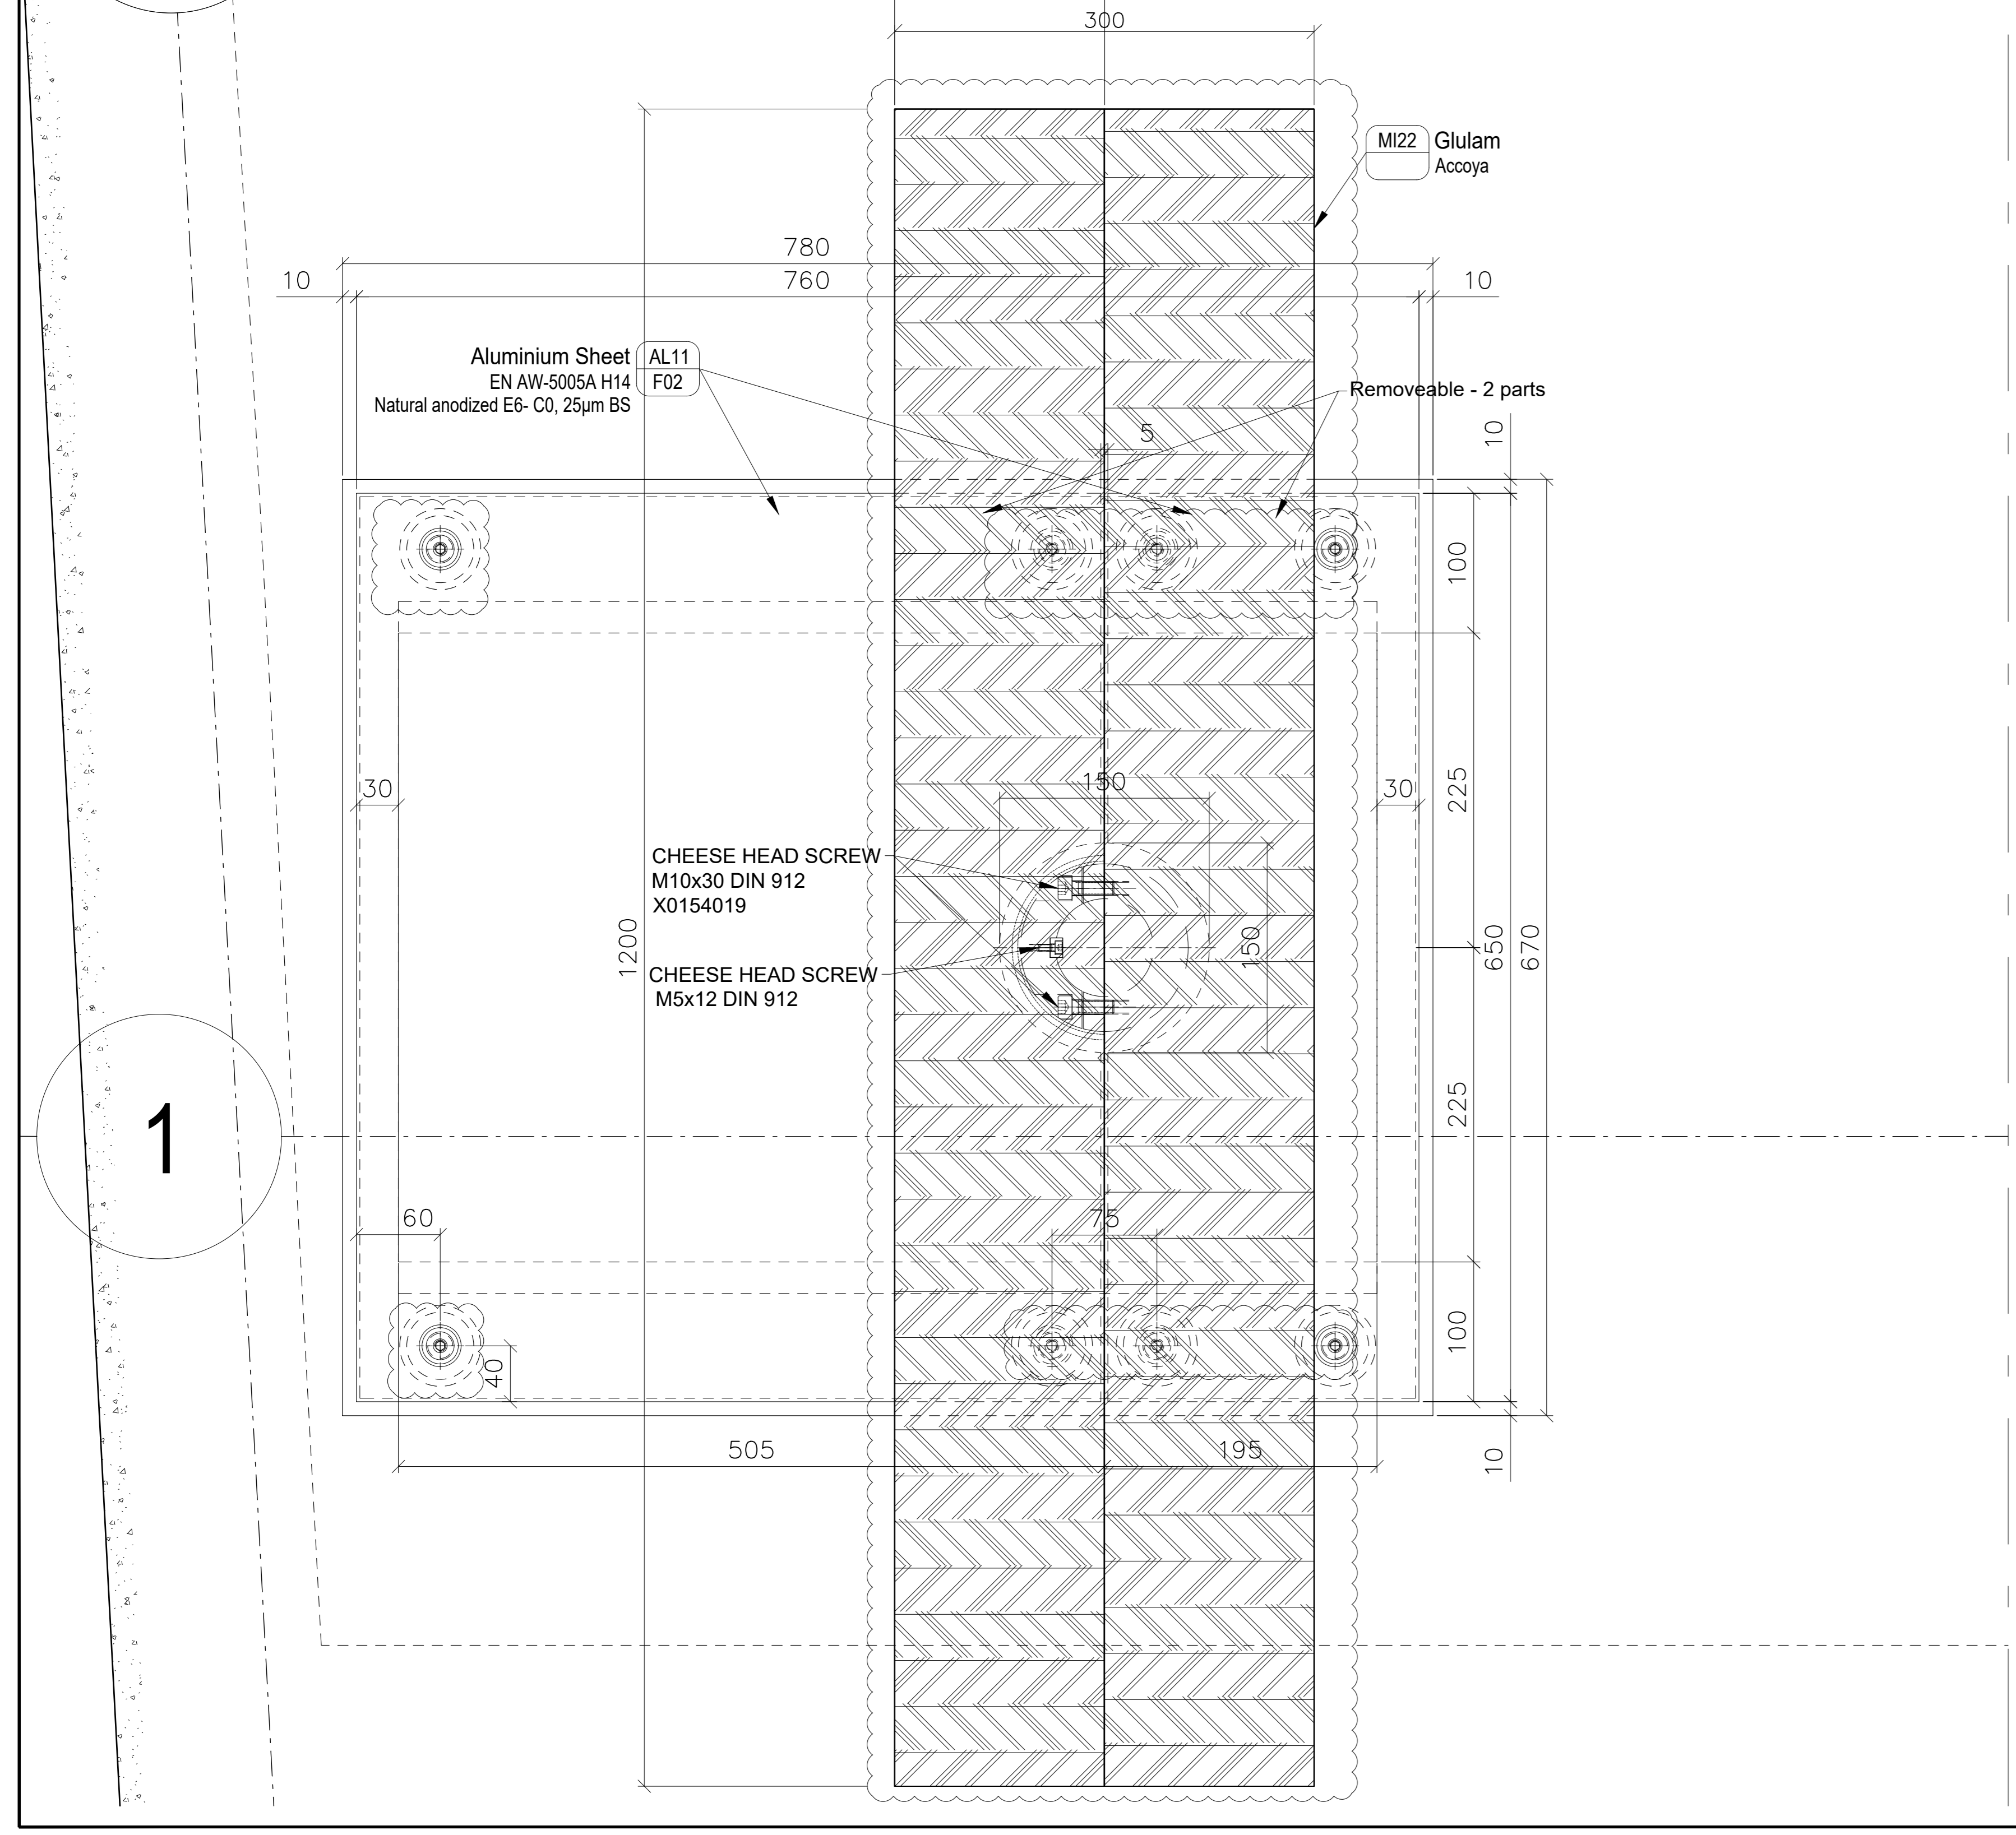 300
MI22 Glulam
Accoya
780
10 760 10
Aluminium Sheet AL11
EN AW-5005A H14 F02
Natural anodized E6- C0, 25µm BS
Removeable - 2 parts
5
10
100
30
150
30
225
CHEESE HEAD SCREW
M10x30 DIN 912
X0154019
1200
150
650
670
CHEESE HEAD SCREW
M5x12 DIN 912
225
1
60
75
40
100
505
195
10